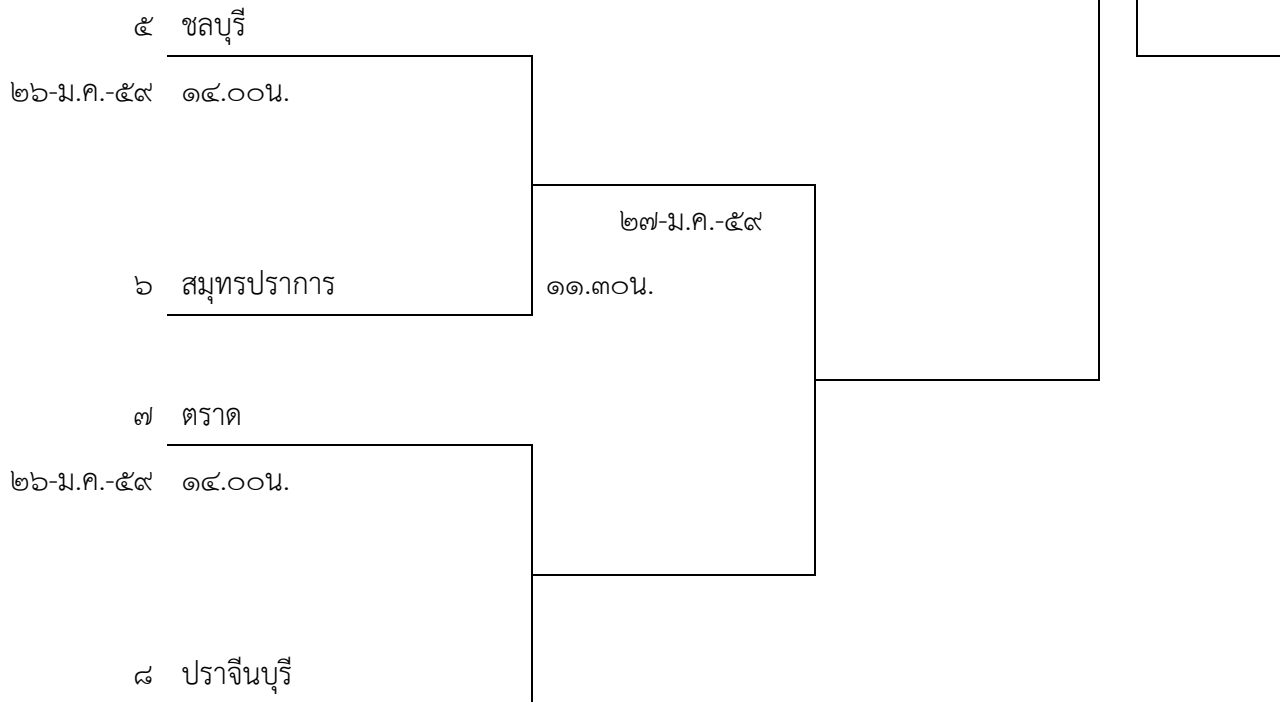 ๕ ชลบุรี
๒๖-ม.ค.-๕๙ ๑๔.๐๐น.
๒๗-ม.ค.-๕๙
๖ สมุทรปราการ ๑๑.๓๐น.
๗ ตราด
๒๖-ม.ค.-๕๙ ๑๔.๐๐น.
๘ ปราจีนบุรี